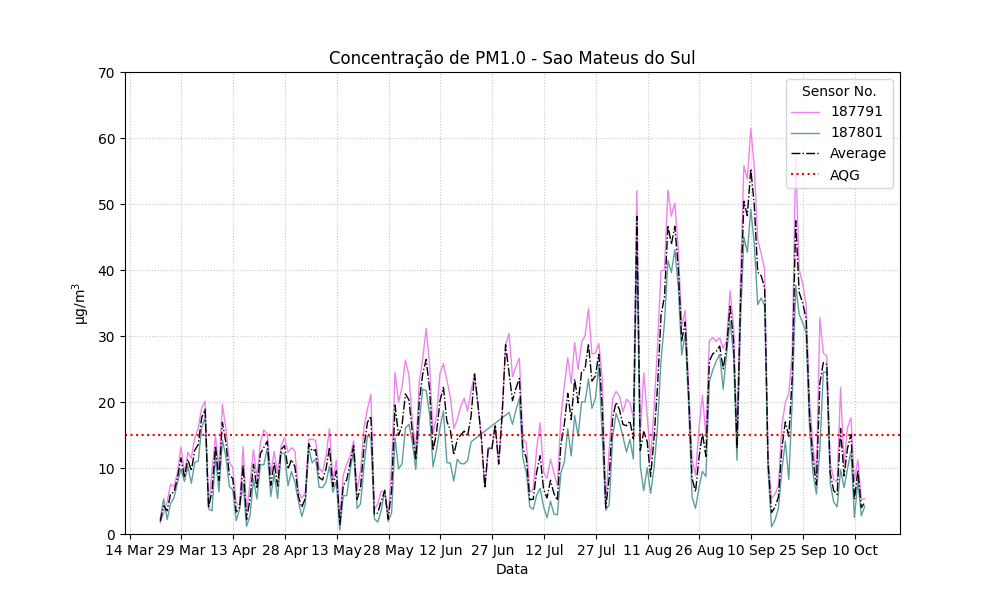 Concentração de PM1.0 - Sao Mateus do Sul
70
60
50
40
30
20
10
0
µg/m³
Sensor No.
187791
187801
Average
AQG
14 Mar 29 Mar 13 Apr 28 Apr 13 May 28 May 12 Jun 27 Jun 12 Jul 27 Jul 11 Aug 26 Aug 10 Sep 25 Sep 10 Oct
Data